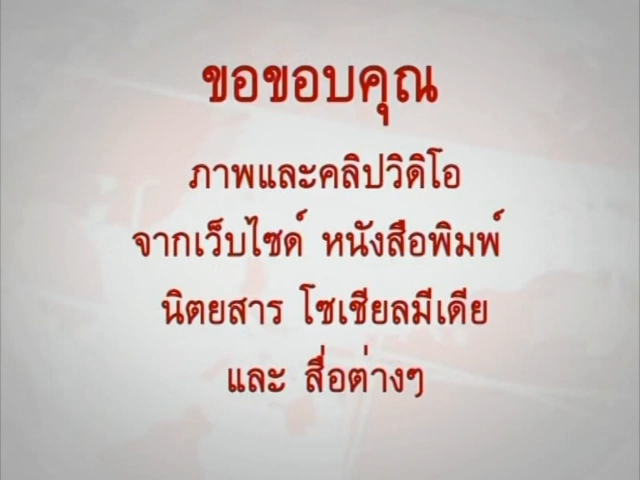 ขอขอบคุณ
ภาพและคลิปวิดิโอ
จากเว็บไซด์ หนังสือพิมพ์
นิตยสาร โซเชียลมีเดีย
และ สื่อต่างๆ